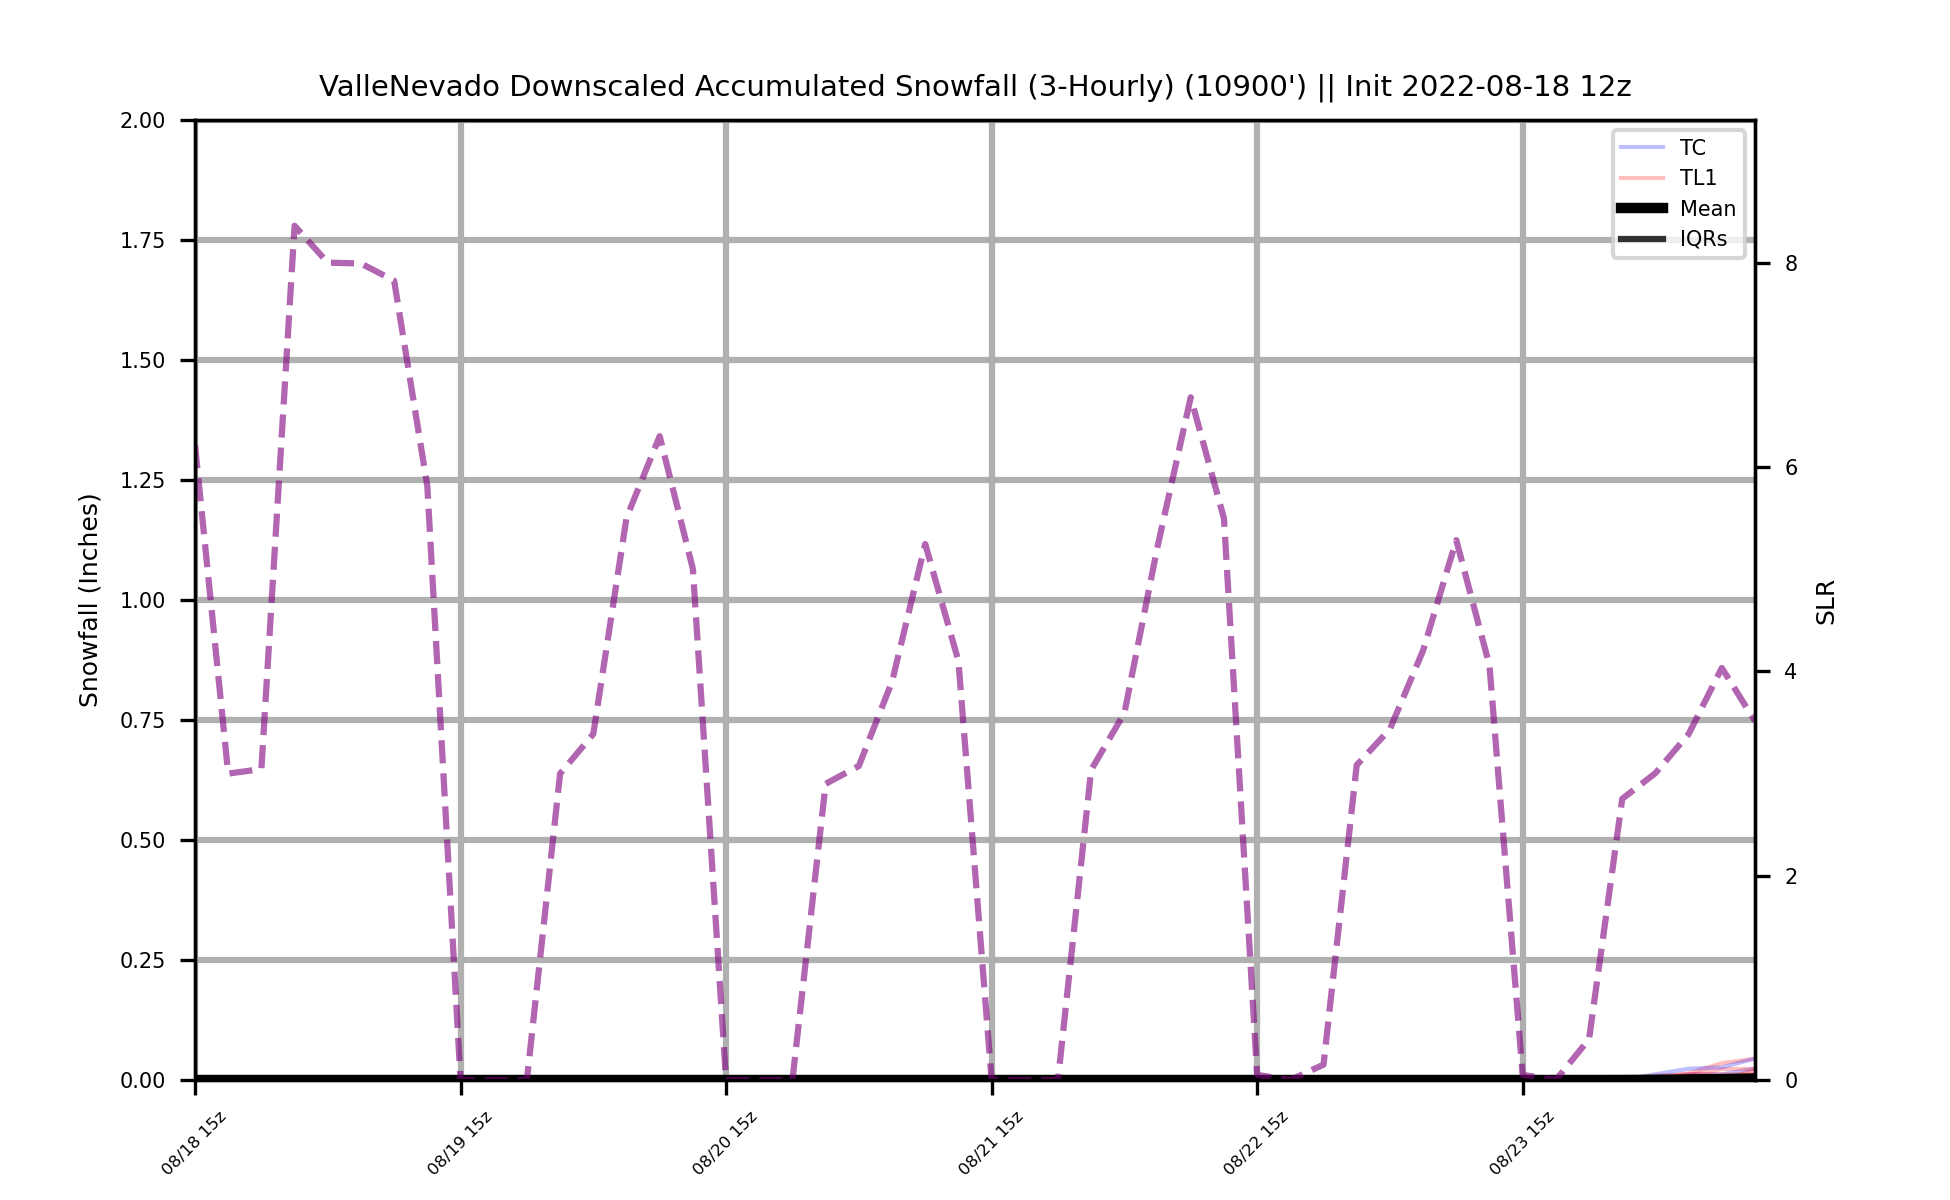 ValleNevado Downscaled Accumulated Snowfall (3-Hourly) (10900') || Init 2022-08-18 12z
2.00
1.75
1.50
1.25
1.00
0.75
0.50
0.25
0.00
Snowfall (Inches)
TC
TL1
Mean
IQRs
8
6
4
2
0
SLR
08/18 15z
08/19 15z
08/20 15z
08/21 15z
08/22 15z
08/23 15z